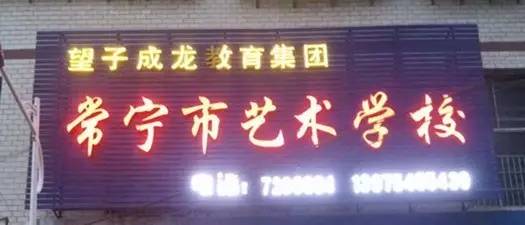 望子成龙教育集团
常宁市艺术学校
电话: